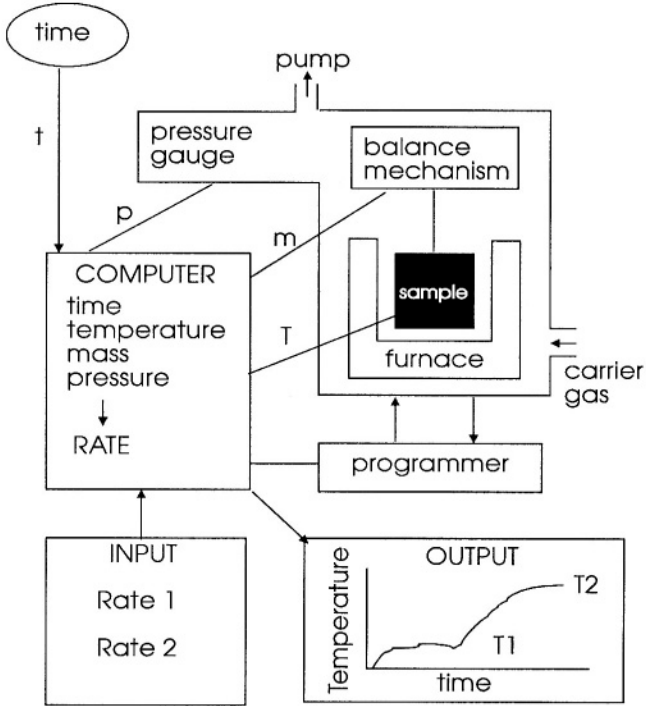 time
pump
t
pressure
gauge
balance
mechanism
p
m
COMPUTER
time
temperature
mass
pressure
RATE
T
sample
furnace
carrier
gas
programmer
INPUT
Rate 1
Rate 2
OUTPUT
Temperature
T2
T1
time